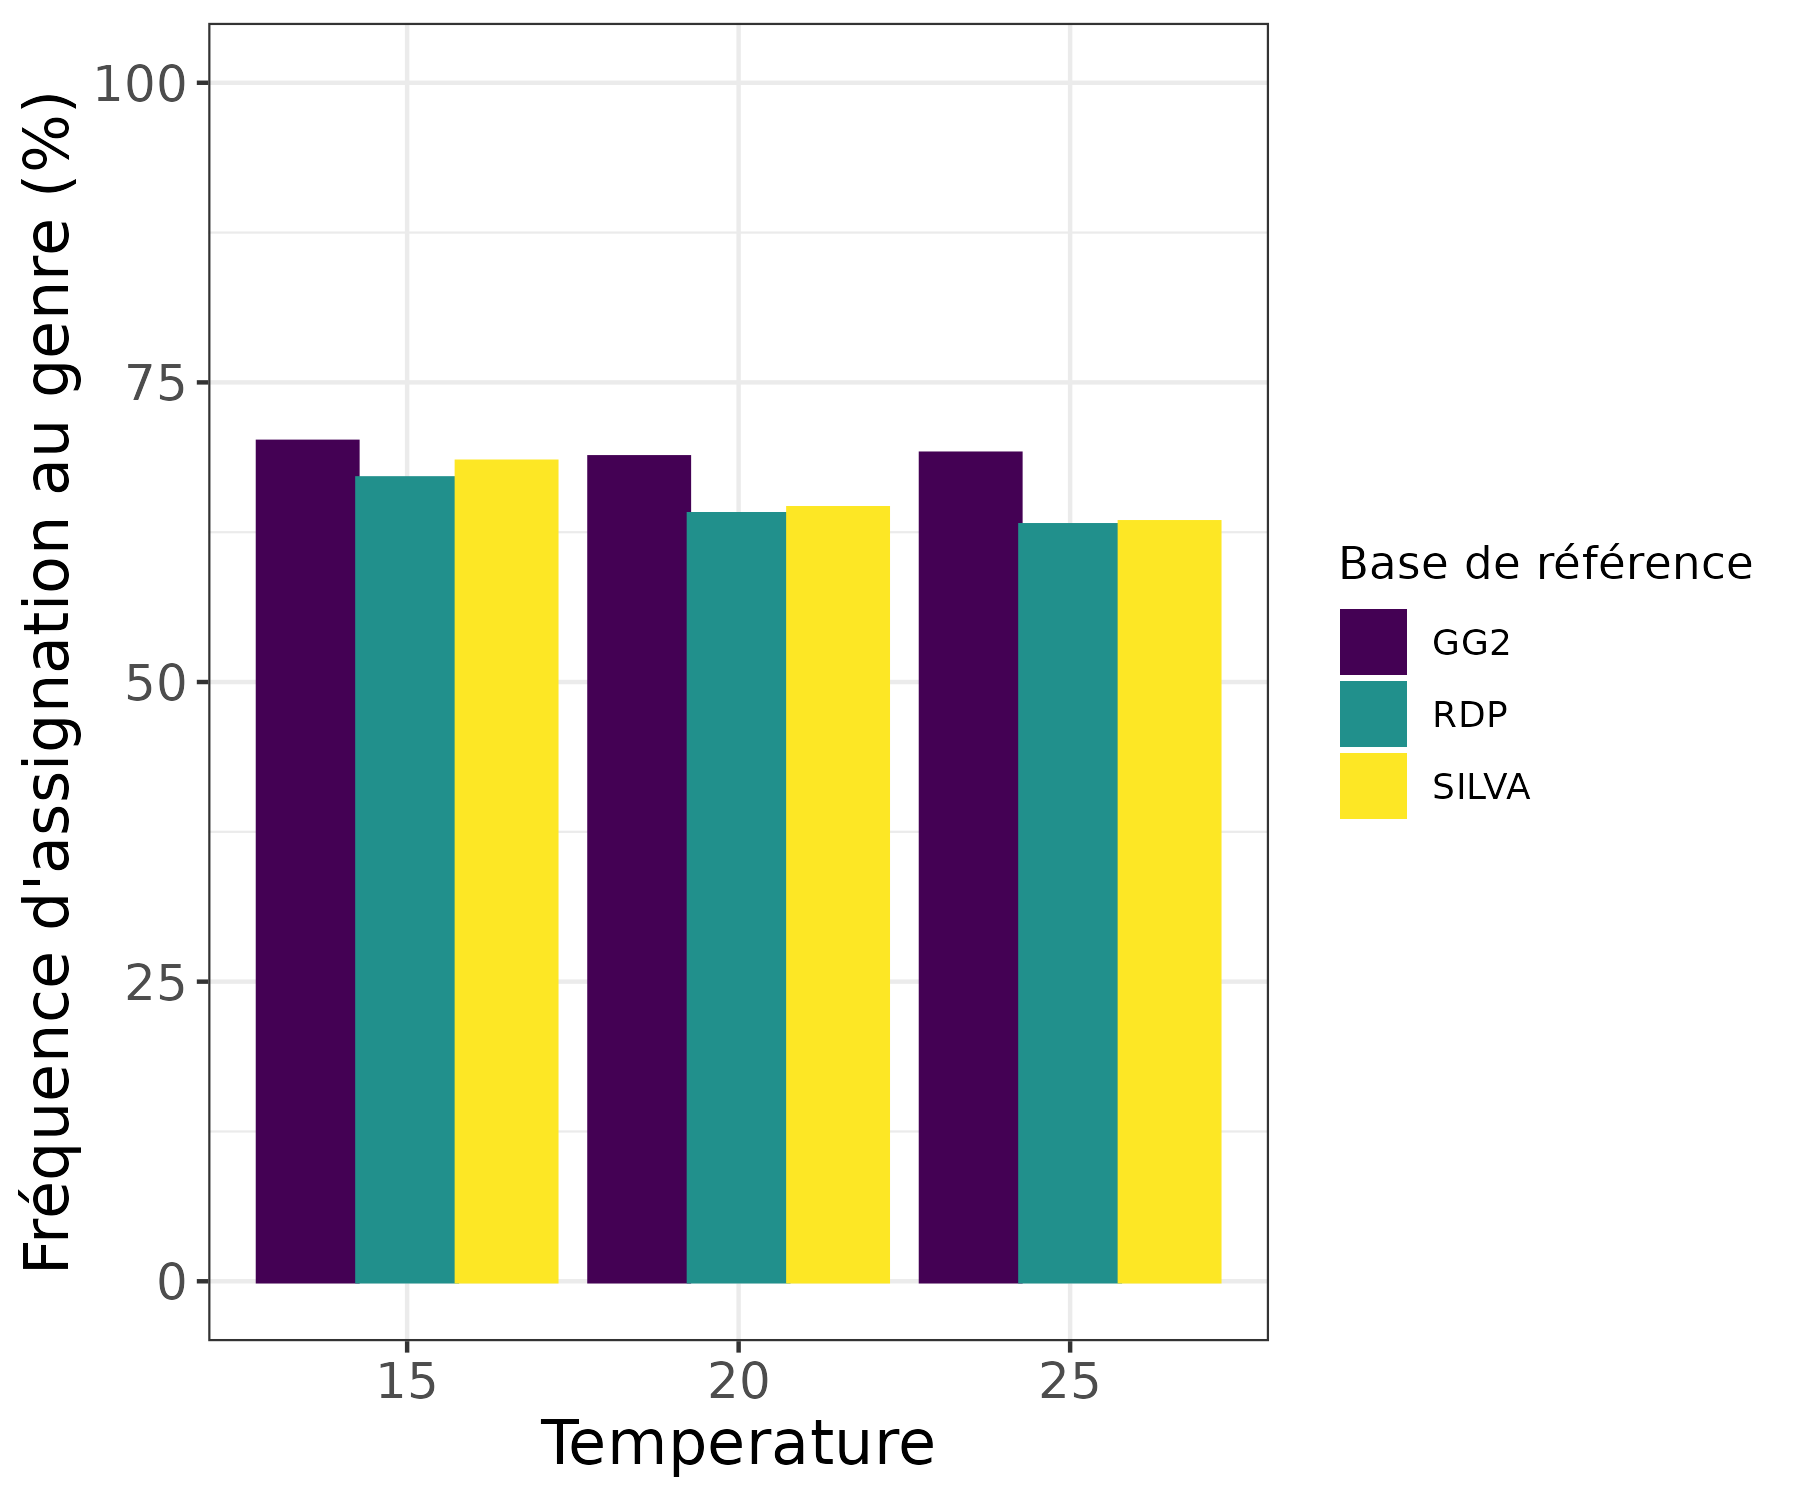 Fréquence d'assignation au genre (%)
100
75
50
25
0
15
20
25
Temperature
Base de référence
GG2
RDP
SILVA